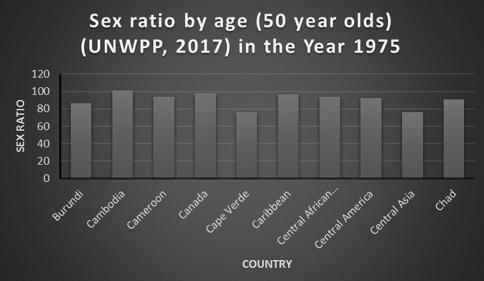 Sex ratio by age (50 year olds)
(UNWPP, 2017) in the Year 1975
SEX RATIO
120
100
80
60
40
20
0
Burundi
Cambodia
Cameroon
Canada
Cape Verde
Caribbean
Central African...
Central America
Central Asia
Chad
COUNTRY